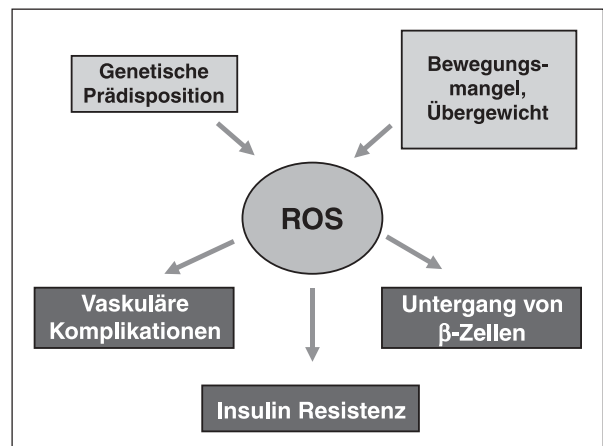 Genetische
Prädisposition
Bewegungs-
mangel,
Übergewicht
ROS
Vaskuläre
Komplikationen
Untergang von
β-Zellen
Insulin Resistenz